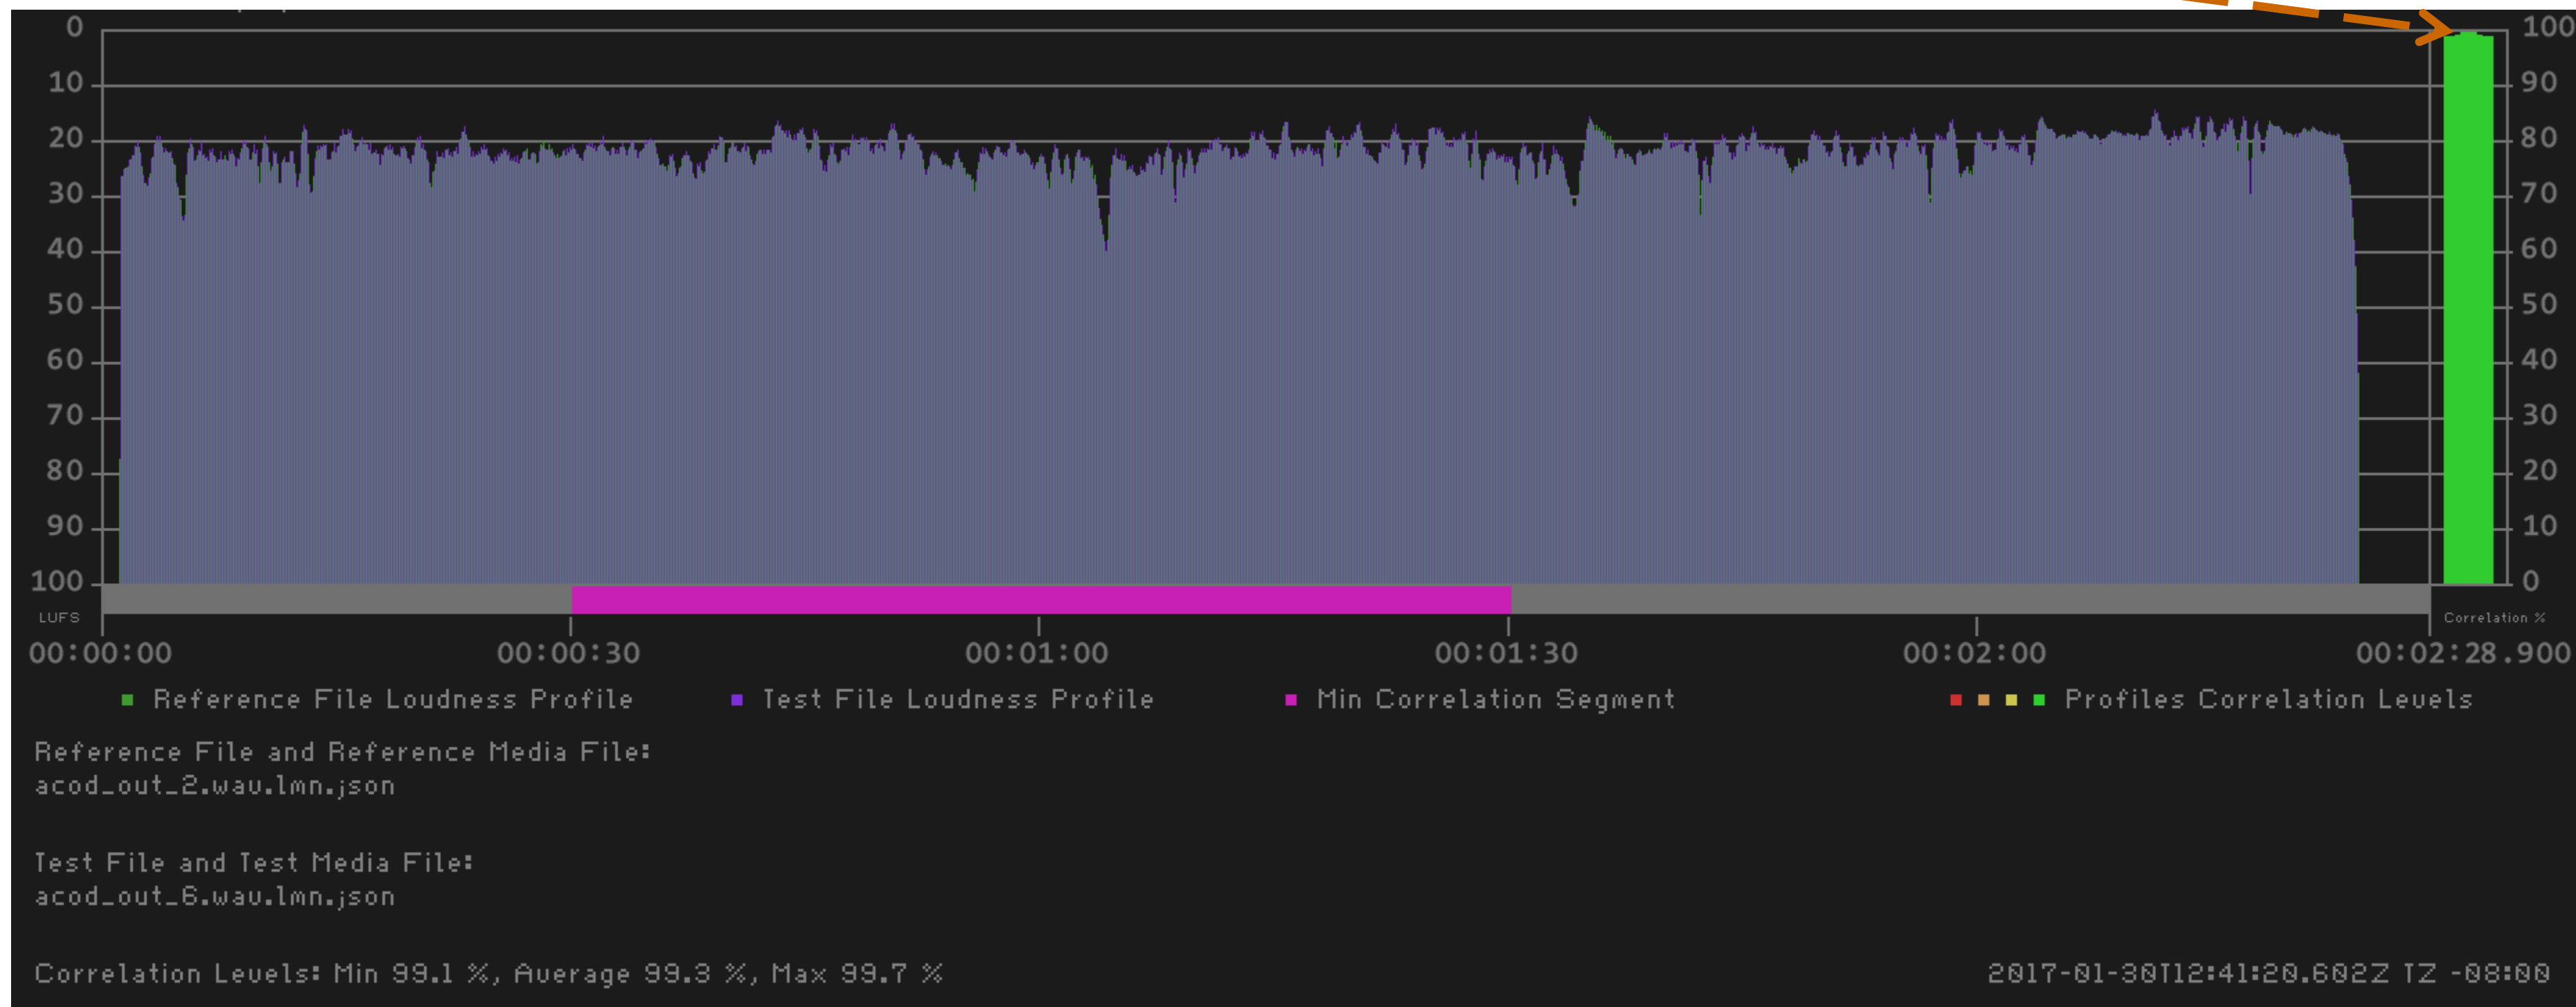 0 100
10 90
20 80
30 70
40 60
50 50
60 40
70 30
80 20
90 10
100 0
LUFS Correlation %
00:00:00 00:00:30 00:01:00 00:01:30 00:02:00 00:02:28.900
Reference File Loudness Profile Test File Loudness Profile Min Correlation Segment Profiles Correlation Levels
Reference File and Reference Media File:
acod_out_2.wav.lmn.json
Test File and Test Media File:
acod_out_6.wav.lmn.json
Correlation Levels: Min 99.1 %, Average 99.3 %, Max 99.7 % 2017-01-30T12:41:20.602Z TZ -08:00